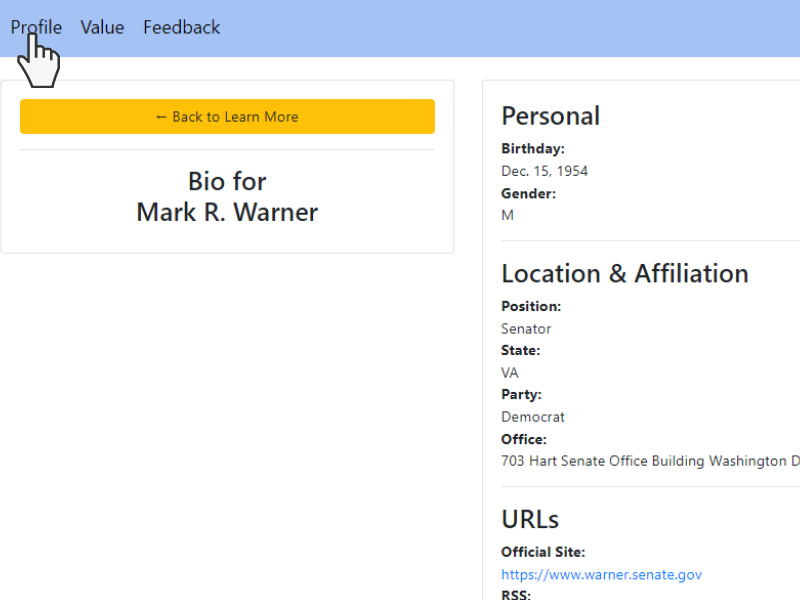 Profile Value Feedback
← Back to Learn More
Bio for
Mark R. Warner
Personal
Birthday:
Dec. 15, 1954
Gender:
M
Location & Affiliation
Position:
Senator
State:
VA
Party:
Democrat
Office:
703 Hart Senate Office Building Washington D
URLs
Official Site:
https://www.warner.senate.gov
RSS: